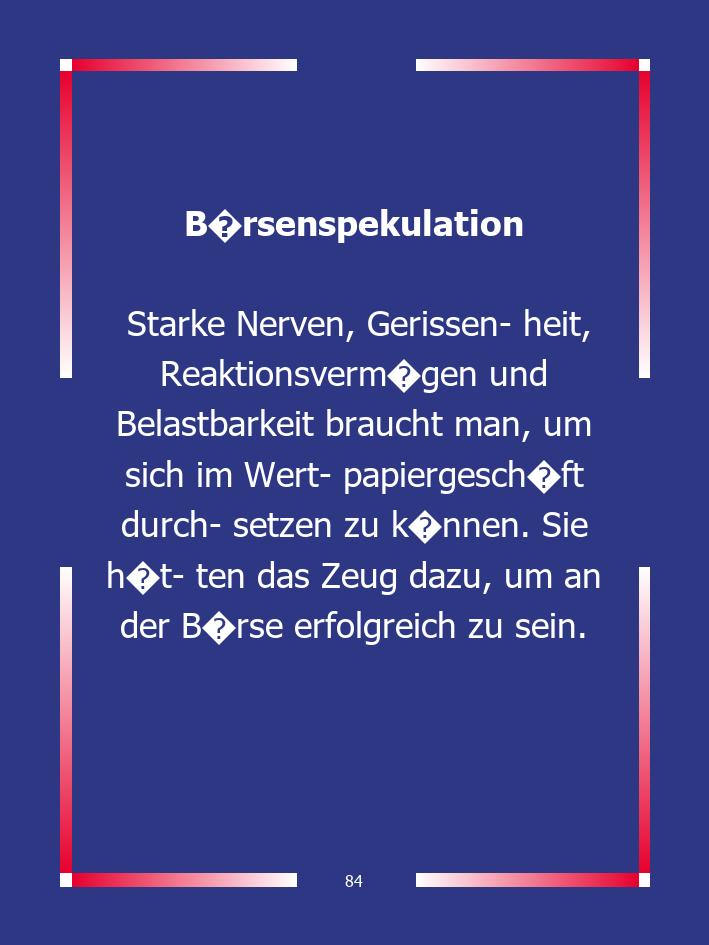 B�rsenspekulation
Starke Nerven, Gerissen- heit,
Reaktionsverm�gen und
Belastbarkeit braucht man, um
sich im Wert- papiergesch�ft
durch- setzen zu k�nnen. Sie
h�t- ten das Zeug dazu, um an
der B�rse erfolgreich zu sein.
84